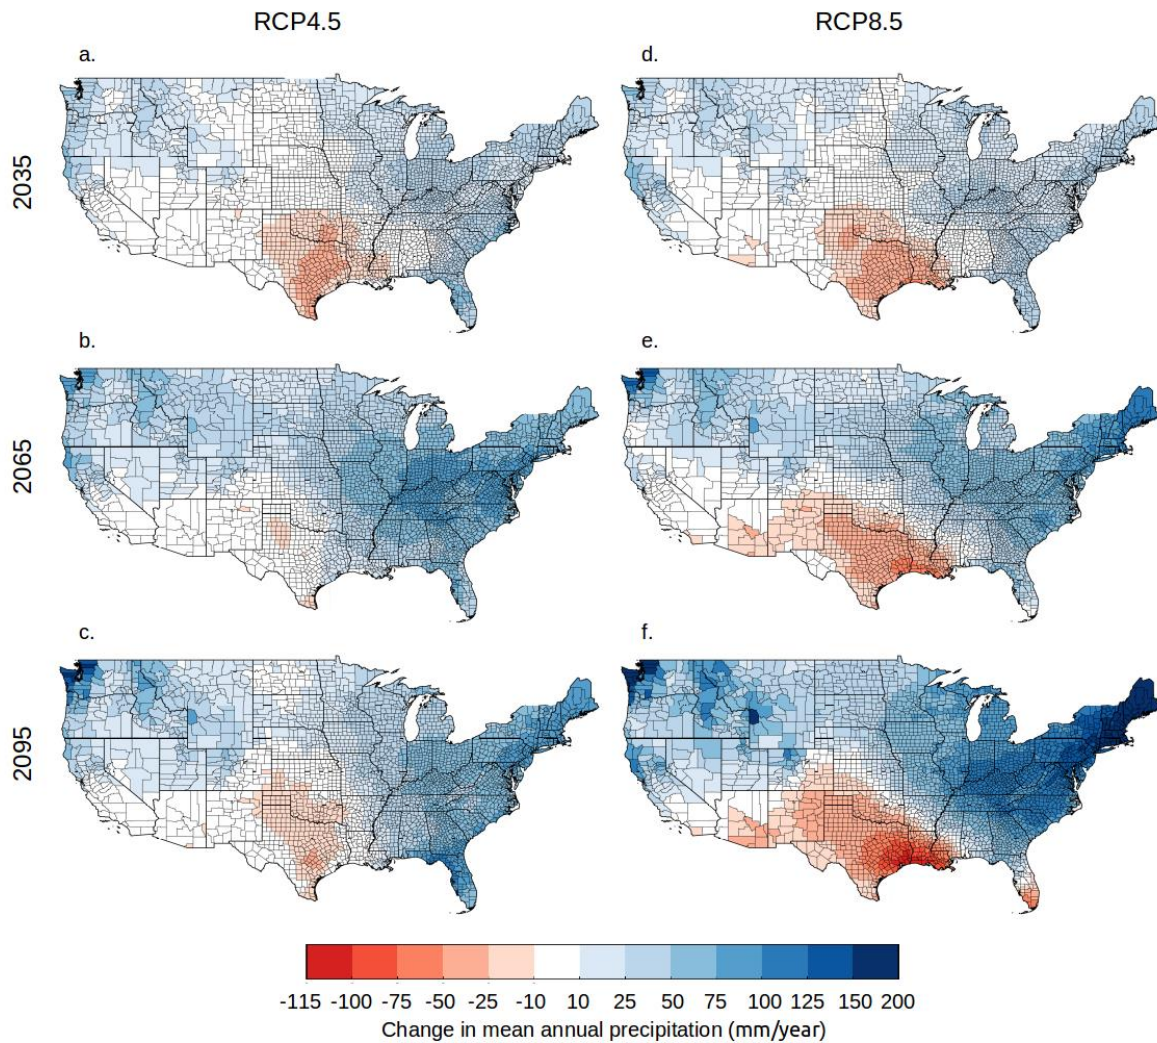 RCP4.5 RCP8.5
a. d.
2035
b. e.
2065
c. f.
2095
-115 -100 -75 -50 -25 -10 10 25 50 75 100 125 150 200
Change in mean annual precipitation (mm/year)